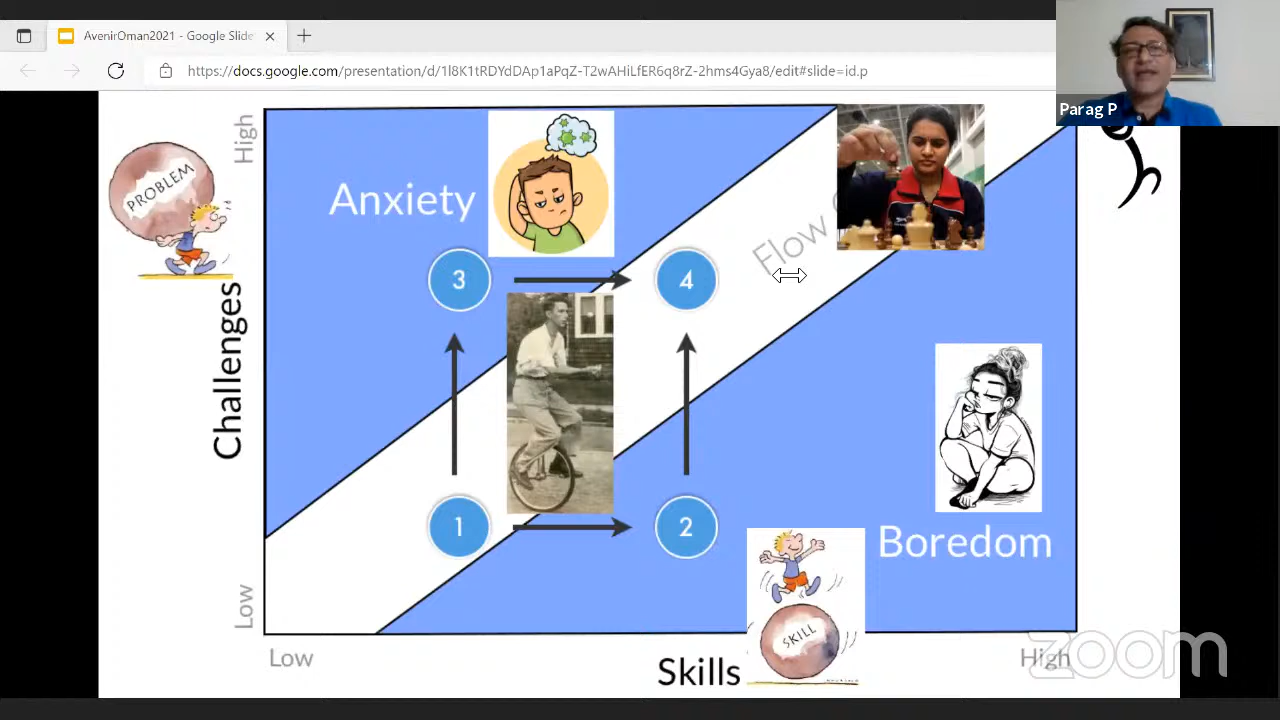 AvenirOman2021 - Google Slide
https://docs.google.com/presentation/d/1I8K1tRDYdDAp1aPqZ-T2wAHiLfER6q8rZ-2hms4Gya8/edit#slide=id.p
Parag P
High
PROBLEM
Anxiety
Flow
3
4
Challenges
1
2
Boredom
Low
SKILL
Low
Skills
High
zoom